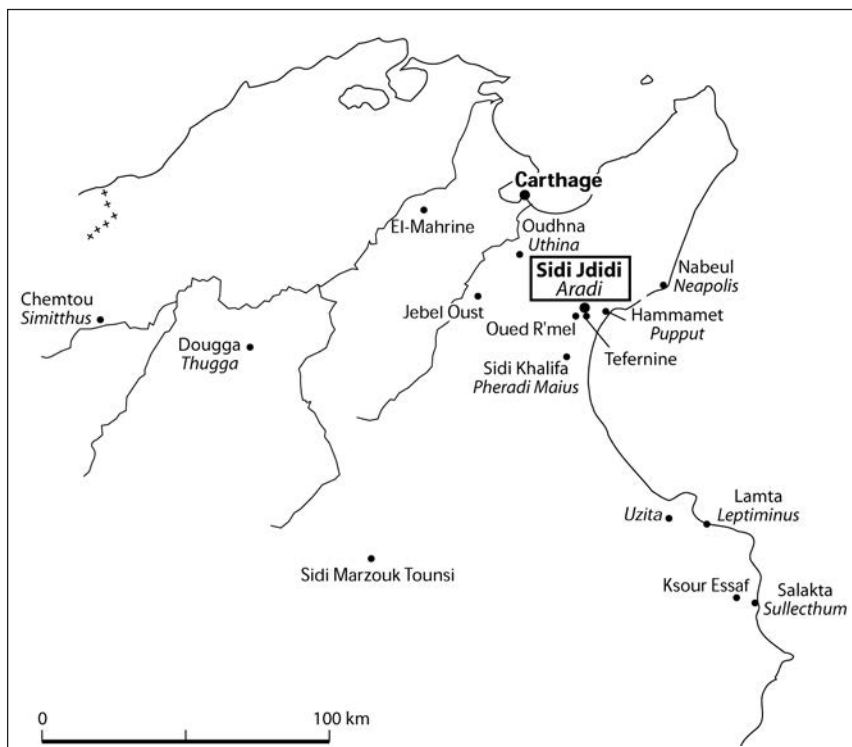 Carthage
El-Mahrine
Oudhna
Uthina
Sidi Jdidi
Aradi
Nabeul
Neapolis
Chemtou
Simitthus
Jebel Oust
Oued R'mel
Hammamet
Pupput
Tefernine
Dougga
Thugga
Sidi Khalifa
Pheradi Maius
Uzita
Lamta
Leptiminus
Sidi Marzouk Tounsi
Ksour Essaf
Salakta
Sullecthum
0 100 km